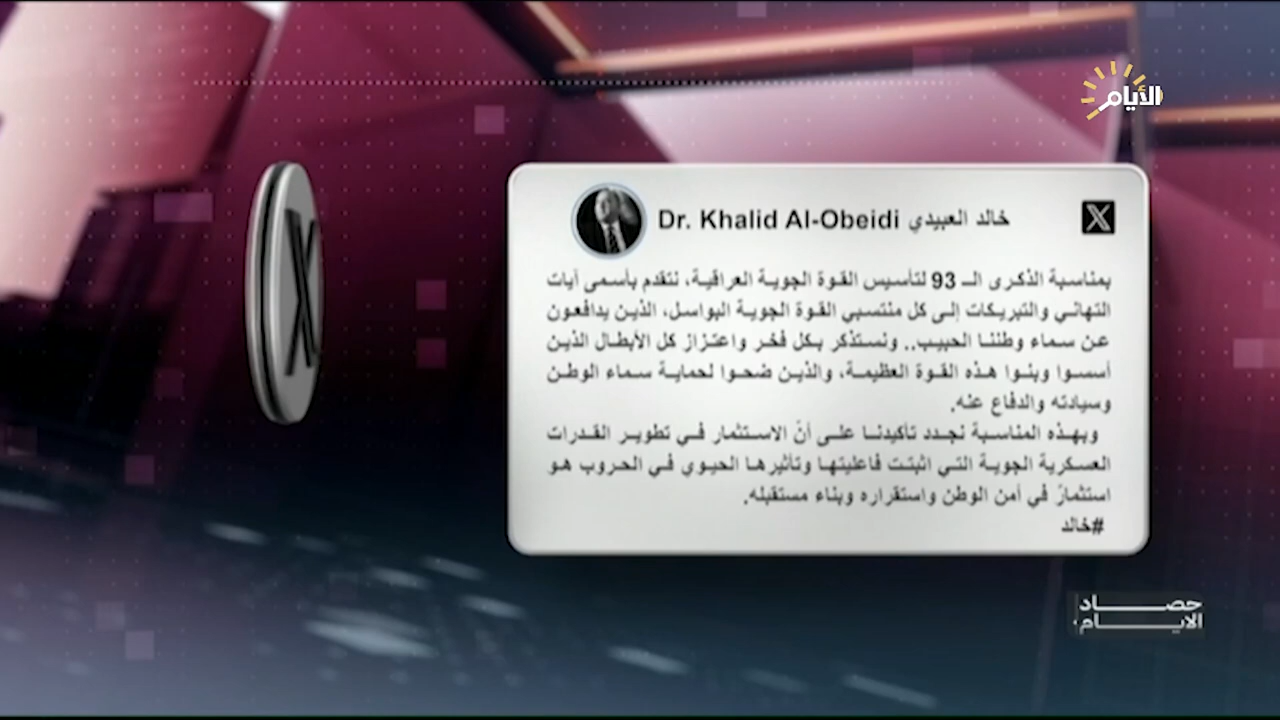 الأيام
Dr. Khalid Al-Obeidi خالد العبيدي
بمناسبة الذكرى الـ 93 لتأسيس القوة الجوية العراقية، نتقدم بأسمى آيات
التهاني والتبريكات إلى كل منتسبي القوة الجوية البواسل، الذين يدافعون
عن سماء وطننا الحبيب.. ونستذكر بكل فخر واعتزاز كل الأبطال الذين
أسسوا وبنوا هذه القوة العظيمة، والذين ضحوا لحماية سماء الوطن
وسيادته والدفاع عنه.
وبهذه المناسبة نجدد تأكيدنا على أنّ الاستثمار في تطوير القدرات
العسكرية الجوية التي اثبتت فاعليتها وتأثيرها الحيوي في الحروب هو
استثمارٌ في أمن الوطن واستقراره وبناء مستقبله.
#خالد
حصاد
الايام